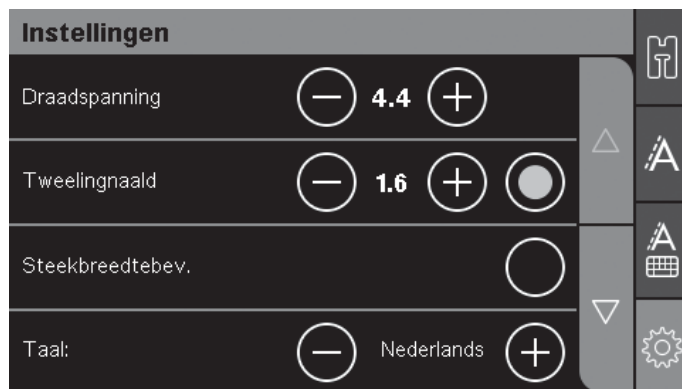 Instellingen
Draadspanning 4.4
Tweelingnaald 1.6
Steekbreedtebev.
Taal: Nederlands